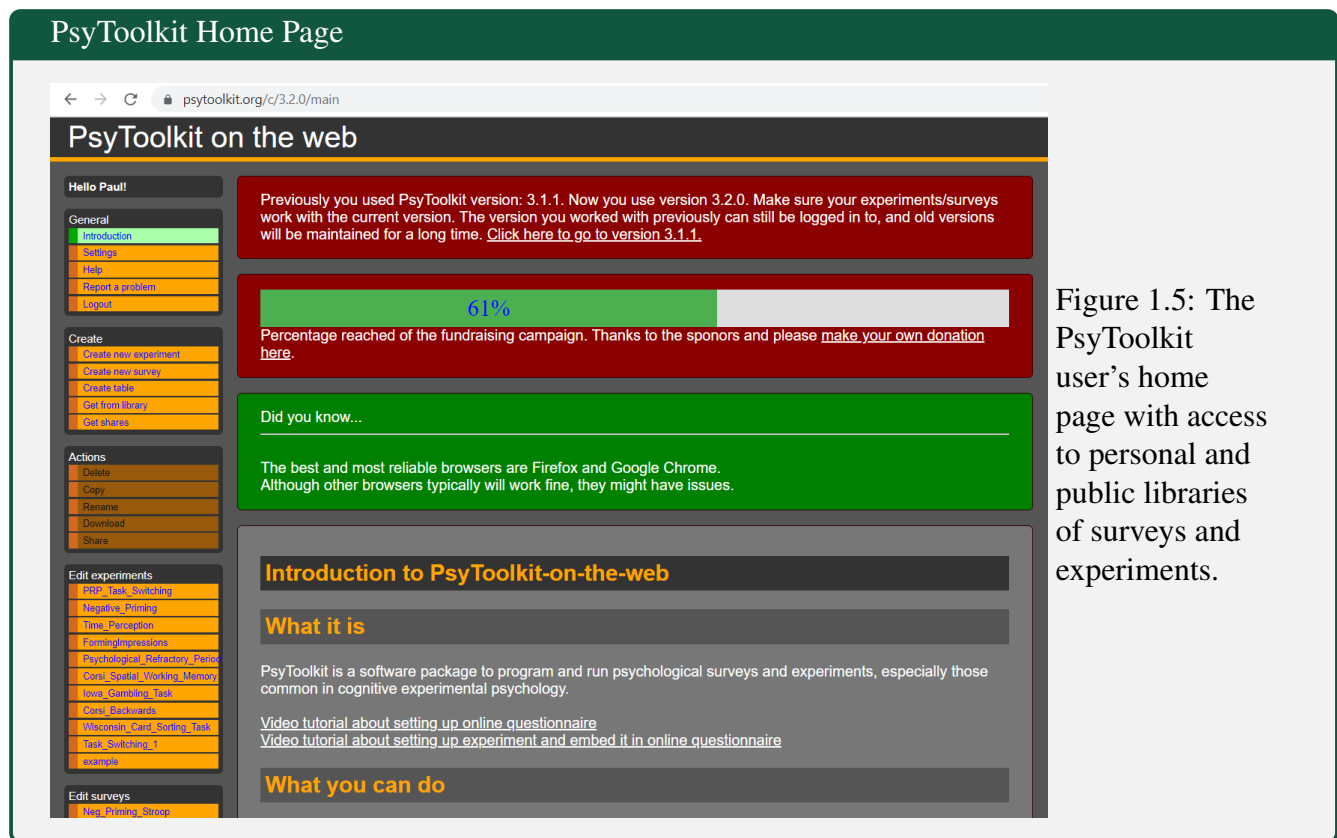 PsyToolkit Home Page
psytoolkit.org/c/3.2.0/main
PsyToolkit on the web
Hello Paul!
General
Introduction
Settings
Help
Report a problem
Logout
Create
Create new experiment
Create new survey
Create table
Get from library
Get shares
Actions
Delete
Copy
Rename
Download
Share
Edit experiments
PRP_Task_Switching
Negative_Priming
Time_Perception
FormingImpressions
Psychological_Refractory_Period
Corsi_Spatial_Working_Memory
Iowa_Gambling_Task
Corsi_Backwards
Wisconsin_Card_Sorting_Task
Task_Switching_1
example
Edit surveys
Neg_Priming_Stroop
Previously you used PsyToolkit version: 3.1.1. Now you use version 3.2.0. Make sure your experiments/surveys
work with the current version. The version you worked with previously can still be logged in to, and old versions
will be maintained for a long time. Click here to go to version 3.1.1.
61%
Percentage reached of the fundraising campaign. Thanks to the sponors and please make your own donation
here.
Did you know...
The best and most reliable browsers are Firefox and Google Chrome.
Although other browsers typically will work fine, they might have issues.
Introduction to PsyToolkit-on-the-web
What it is
PsyToolkit is a software package to program and run psychological surveys and experiments, especially those
common in cognitive experimental psychology.
Video tutorial about setting up online questionnaire
Video tutorial about setting up experiment and embed it in online questionnaire
What you can do
Figure 1.5: The
PsyToolkit
user's home
page with access
to personal and
public libraries
of surveys and
experiments.